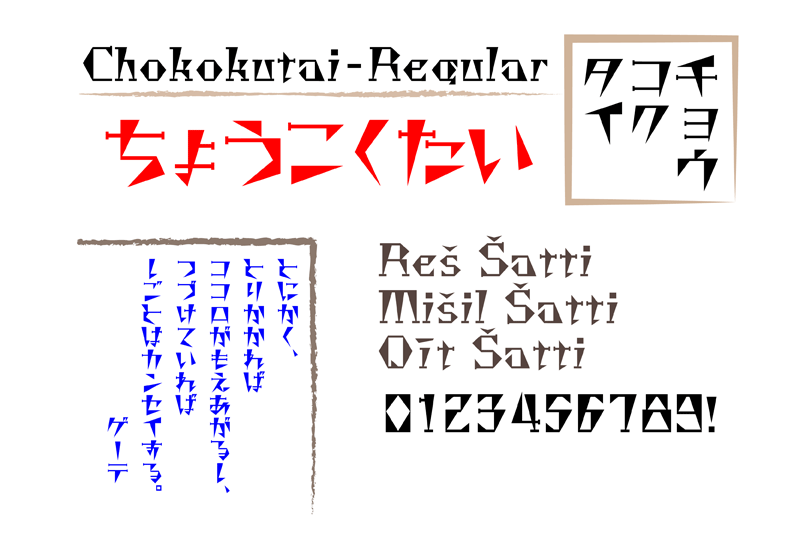 Chokokutai-Regular
ちょうこくたい
チョウ
コク
タイ
とにかく、
とりかかれば
ココロがもえあがるし、
つづけていれば
しごとはカンセイする。
ゲーテ
Reš Šatti
Mišil Šatti
Qīt Šatti
0123456789!